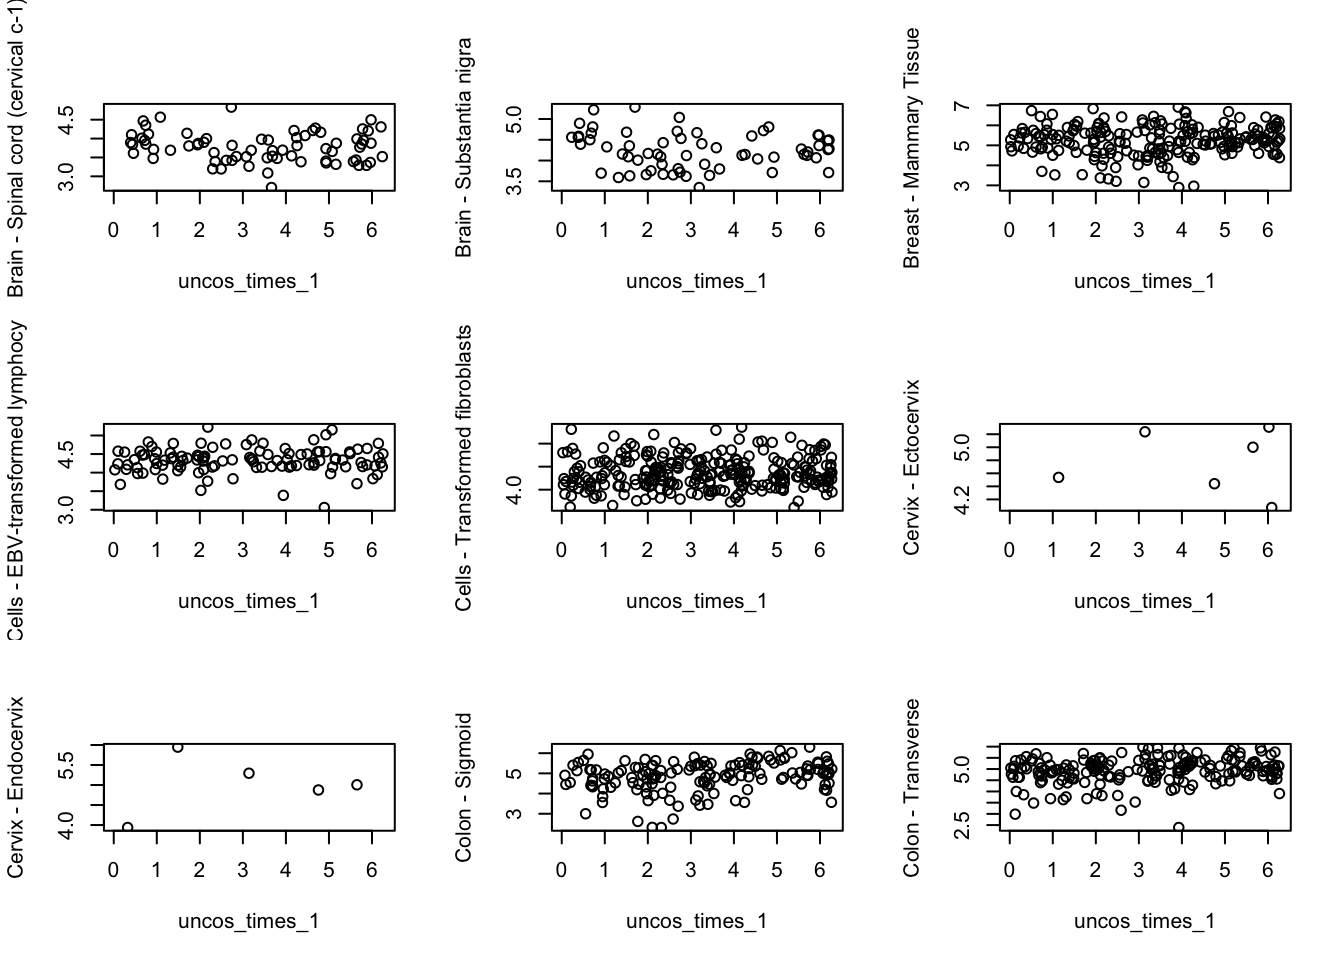 Brain - Spinal cord (cervical c-1)
4.5
3.0
0 1 2 3 4 5 6
uncos_times_1
Brain - Substantia nigra
5.0
3.5
0 1 2 3 4 5 6
uncos_times_1
Breast - Mammary Tissue
7
5
3
0 1 2 3 4 5 6
uncos_times_1
Cells - EBV-transformed lymphocy
4.5
3.0
0 1 2 3 4 5 6
uncos_times_1
Cells - Transformed fibroblasts
4.0
0 1 2 3 4 5 6
uncos_times_1
Cervix - Ectocervix
5.0
4.2
0 1 2 3 4 5 6
uncos_times_1
Cervix - Endocervix
5.5
4.0
0 1 2 3 4 5 6
uncos_times_1
Colon - Sigmoid
5
3
0 1 2 3 4 5 6
uncos_times_1
Colon - Transverse
5.0
2.5
0 1 2 3 4 5 6
uncos_times_1